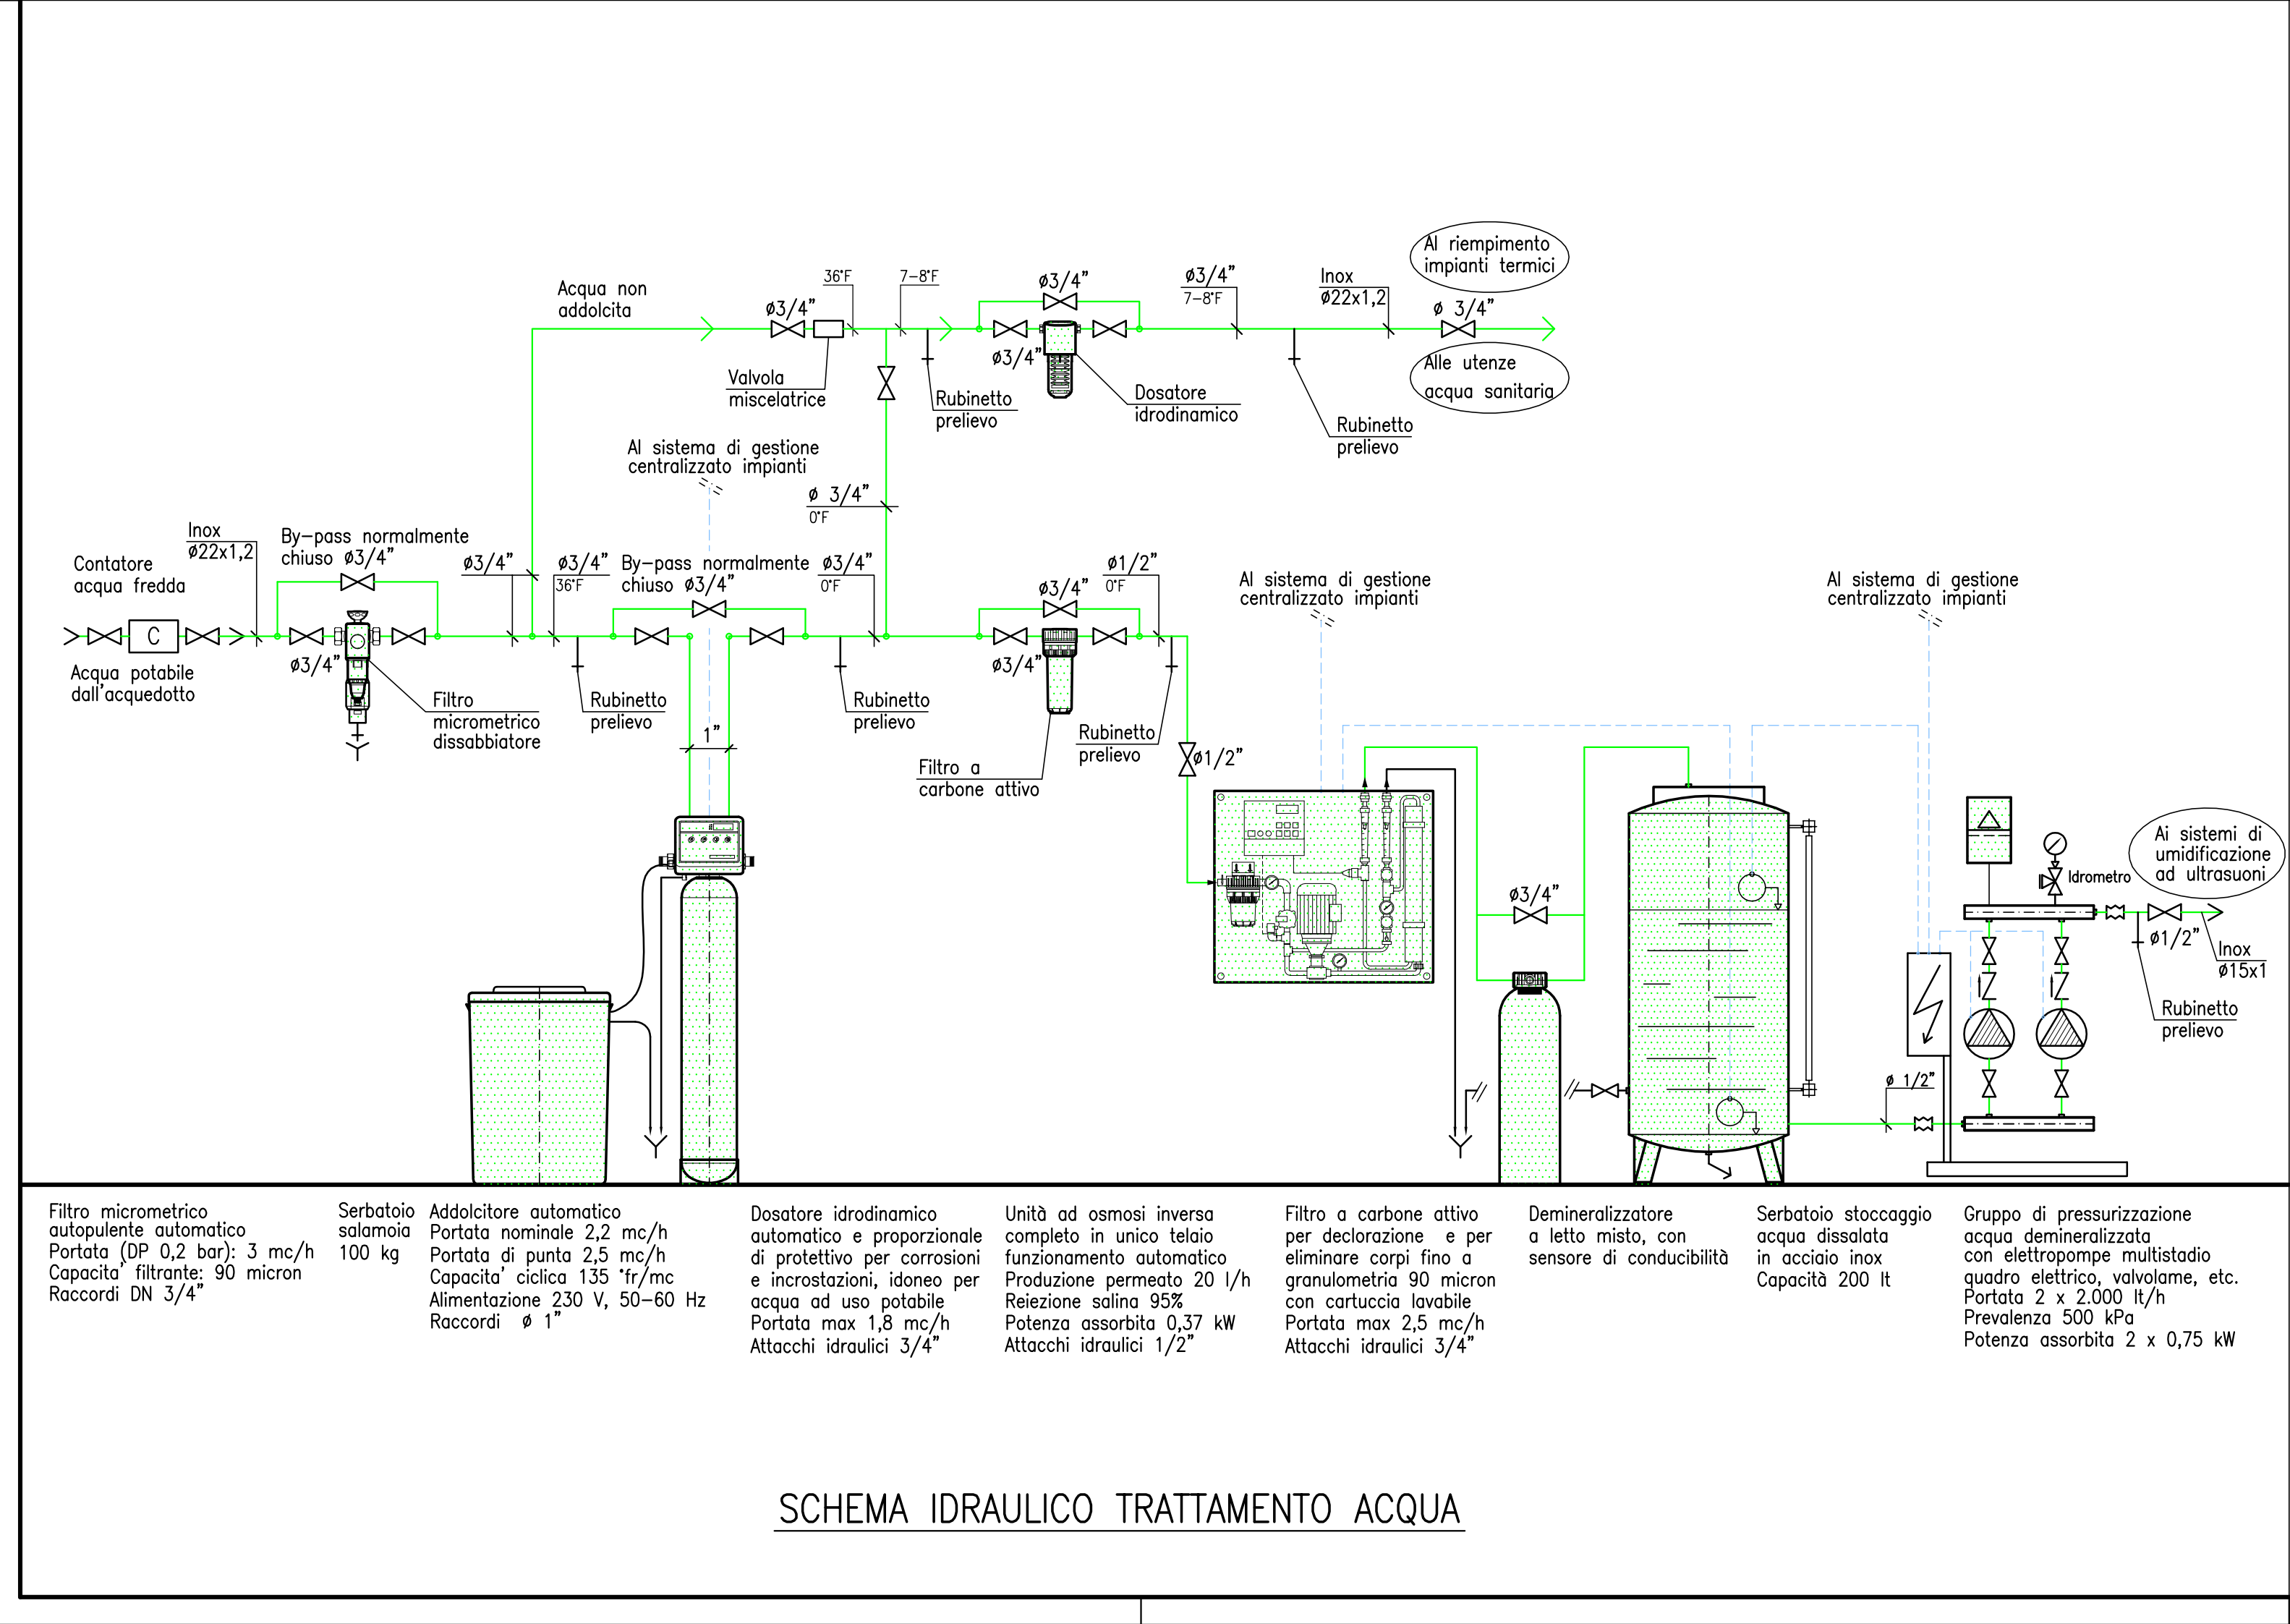 Al riempimento
impianti termici
ø 3/4”
Alle utenze
acqua sanitaria
Acqua non
addolcita
ø3/4”
36°F
7-8°F
ø3/4”
ø3/4”
ø3/4”
7-8°F
Inox
ø22x1,2
Valvola
miscelatrice
Rubinetto
prelievo
Dosatore
idrodinamico
Rubinetto
prelievo
Al sistema di gestione
centralizzato impianti
ø 3/4”
0°F
Contatore
acqua fredda
Inox
ø22x1,2
By-pass normalmente
chiuso ø3/4”
ø3/4”
ø3/4”
36°F
By-pass normalmente
chiuso ø3/4”
ø3/4”
0°F
ø3/4”
ø1/2”
0°F
Al sistema di gestione
centralizzato impianti
Al sistema di gestione
centralizzato impianti
C
Acqua potabile
dall'acquedotto
ø3/4”
Filtro
micrometrico
dissabbiatore
Rubinetto
prelievo
1”
Rubinetto
prelievo
ø3/4”
Filtro a
carbone attivo
Rubinetto
prelievo
ø1/2”
ø3/4”
Idrometro
Ai sistemi di
umidificazione
ad ultrasuoni
ø1/2”
Inox
ø15x1
Rubinetto
prelievo
ø 1/2”
Filtro micrometrico
autopulente automatico
Portata (DP 0,2 bar): 3 mc/h
Capacita' filtrante: 90 micron
Raccordi DN 3/4”
Serbatoio
salamoia
100 kg
Addolcitore automatico
Portata nominale 2,2 mc/h
Portata di punta 2,5 mc/h
Capacita' ciclica 135 °fr/mc
Alimentazione 230 V, 50-60 Hz
Raccordi ø 1”
Dosatore idrodinamico
automatico e proporzionale
di protettivo per corrosioni
e incrostazioni, idoneo per
acqua ad uso potabile
Portata max 1,8 mc/h
Attacchi idraulici 3/4”
Unità ad osmosi inversa
completo in unico telaio
funzionamento automatico
Produzione permeato 20 l/h
Reiezione salina 95%
Potenza assorbita 0,37 kW
Attacchi idraulici 1/2”
Filtro a carbone attivo
per declorazione e per
eliminare corpi fino a
granulometria 90 micron
con cartuccia lavabile
Portata max 2,5 mc/h
Attacchi idraulici 3/4”
Demineralizzatore
a letto misto, con
sensore di conducibilità
Serbatoio stoccaggio
acqua dissalata
in acciaio inox
Capacità 200 lt
Gruppo di pressurizzazione
acqua demineralizzata
con elettropompe multistadio
quadro elettrico, valvolame, etc.
Portata 2 x 2.000 lt/h
Prevalenza 500 kPa
Potenza assorbita 2 x 0,75 kW
SCHEMA IDRAULICO TRATTAMENTO ACQUA